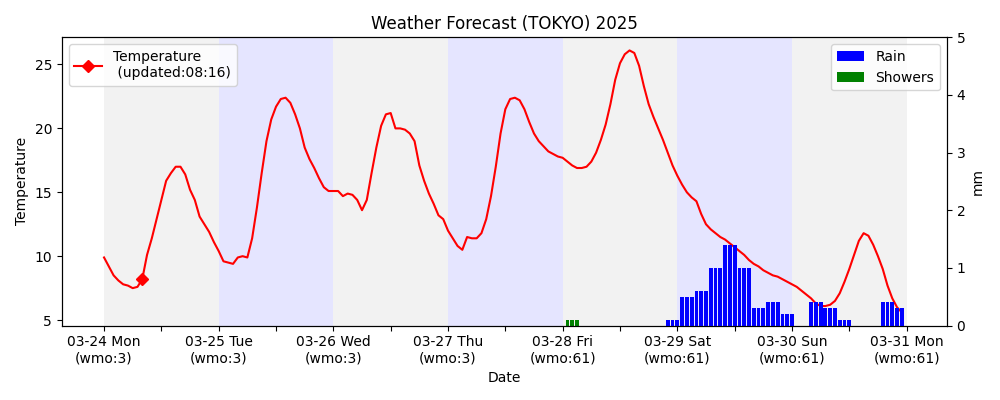 Weather Forecast (TOKYO) 2025
Temperature
(updated:08:16)
Rain
Showers
Temperature
25
20
15
10
5
5
4
3
2
1
0
mm
03-24 Mon
(wmo:3)
03-25 Tue
(wmo:3)
03-26 Wed
(wmo:3)
03-27 Thu
(wmo:3)
03-28 Fri
(wmo:61)
03-29 Sat
(wmo:61)
03-30 Sun
(wmo:61)
03-31 Mon
(wmo:61)
Date